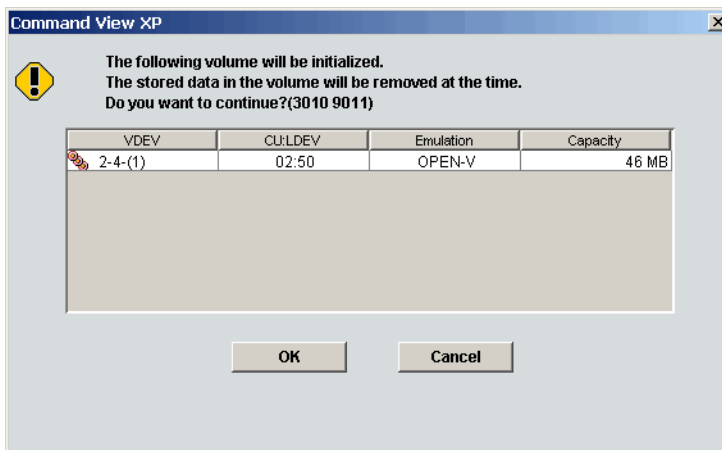 Command View XP
The following volume will be initialized.
The stored data in the volume will be removed at the time.
Do you want to continue?(3010 9011)
VDEV CU:LDEV Emulation Capacity
2-4-(1) 02:50 OPEN-V 46 MB
OK Cancel